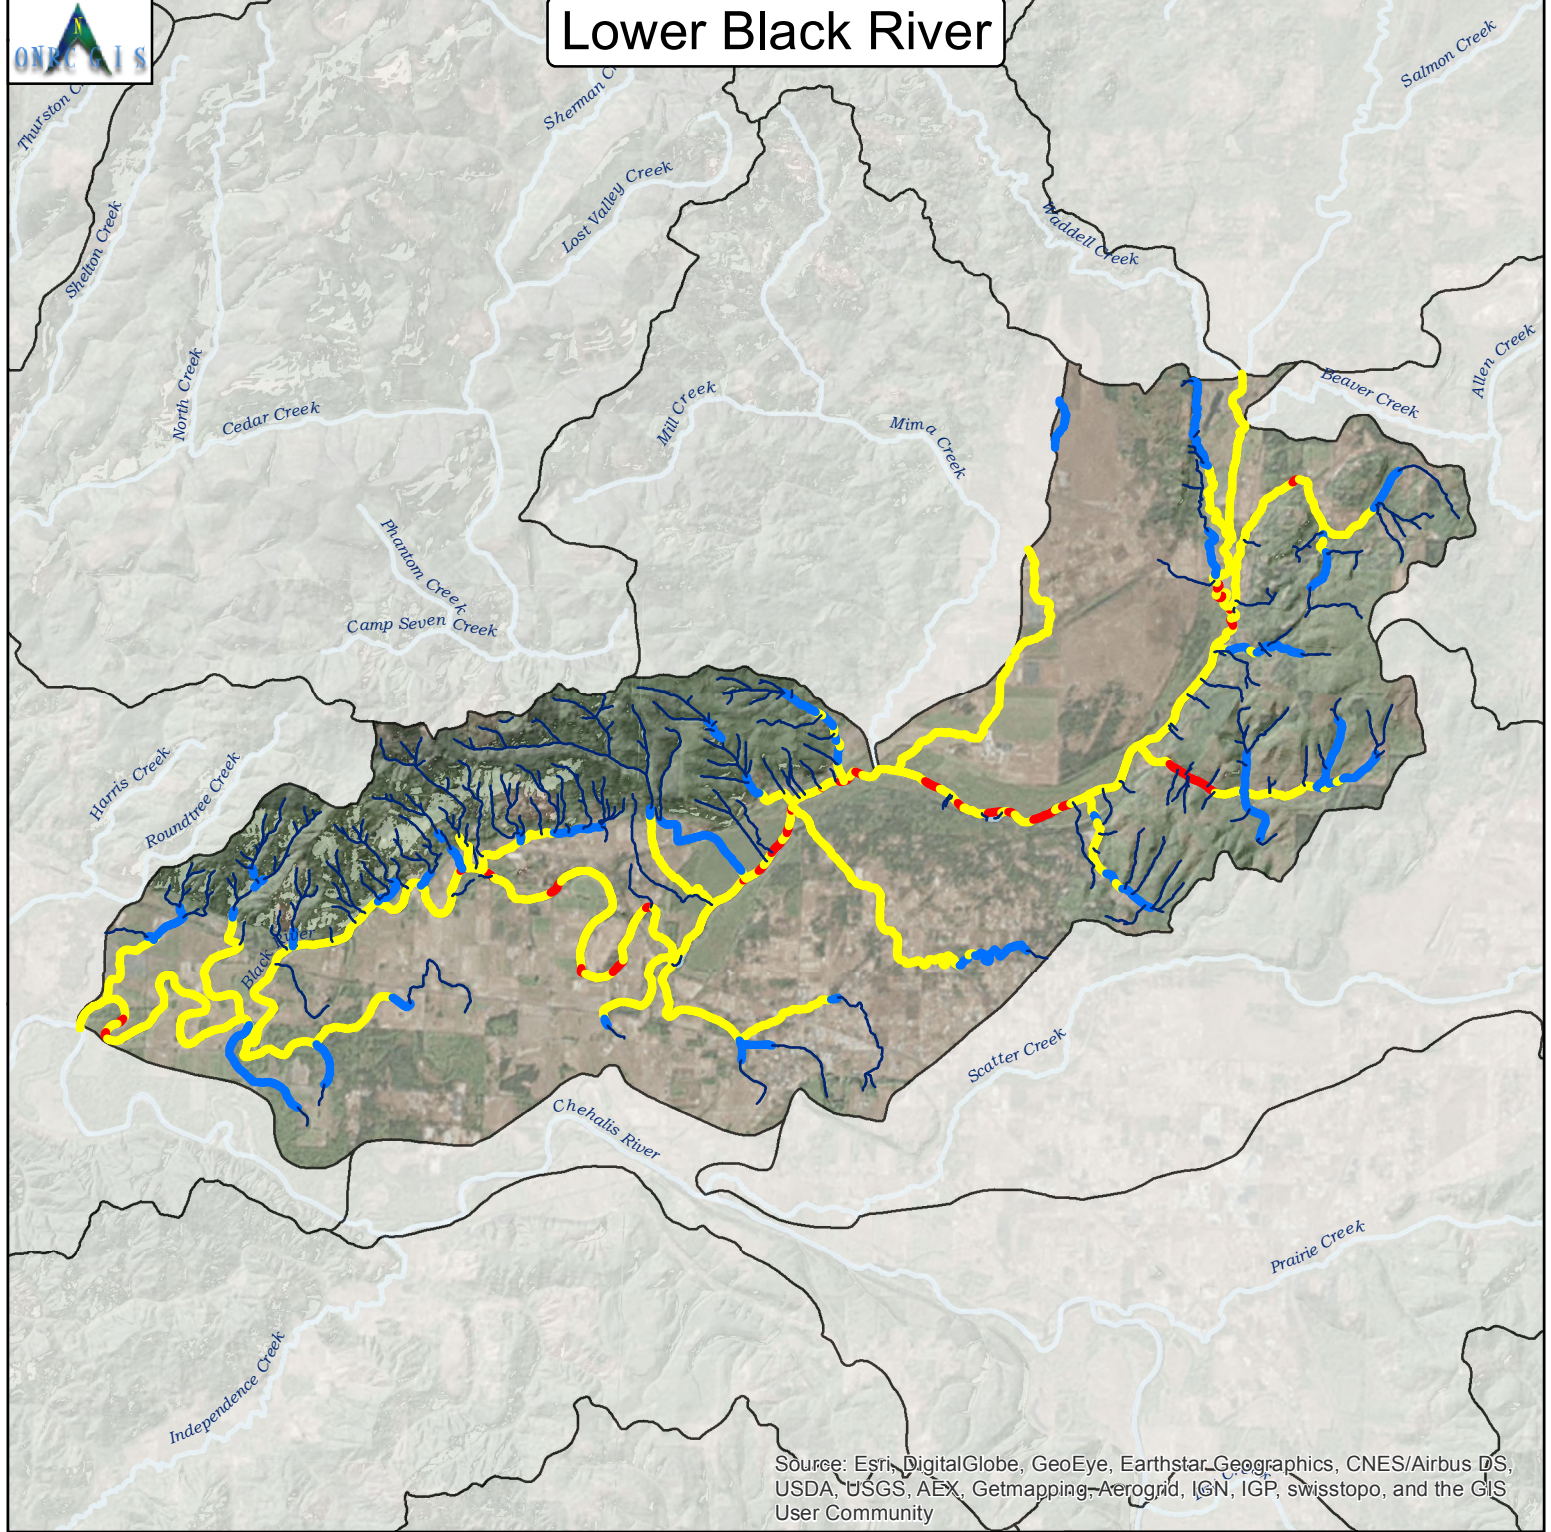 N
ONRC GIS
Lower Black River
Thurston C
Sherman C
Salmon Creek
Lost Valley Creek
Shelton Creek
Waddell Creek
North Creek
Cedar Creek
Mill Creek
Mima Creek
Beaver Creek
Allen Creek
Phantom Creek
Camp Seven Creek
Harris Creek
Roundtree Creek
Black River
Scatter Creek
Chehalis River
Prairie Creek
Independence Creek
Source: Esri, DigitalGlobe, GeoEye, Earthstar Geographics, CNES/Airbus DS,
USDA, USGS, AEX, Getmapping, Aerogrid, IGN, IGP, swisstopo, and the GIS
User Community